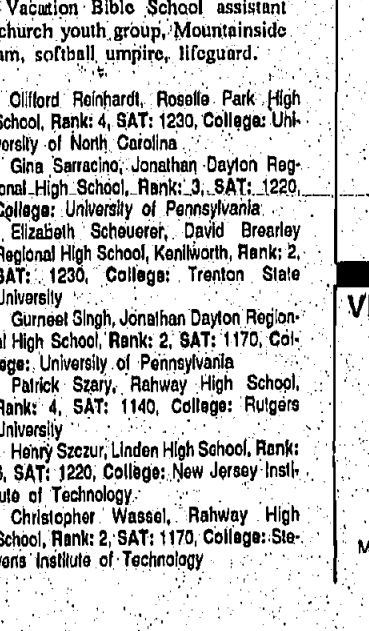 Vacation Bible School assistant
church youth group, Mountainside
am, softball umpire, lifeguard.
Clifford Reinhardt, Roselle Park High
School, Rank: 4, SAT: 1230, College: Uni-
versity of North Carolina
Gina Sarracino, Jonathan Dayton Reg-
onal High School, Rank: 3, SAT: 1220,
College: University of Pennsylvania
Elizabeth Scheuerer, David Brearley
Regional High School, Kenilworth, Rank: 2,
SAT: 1230, College: Trenton State
University
Gurneet Singh, Jonathan Dayton Region-
al High School, Rank: 2, SAT: 1170, Col-
ege: University of Pennsylvania
Patrick Szary, Rahway High School,
Rank: 4, SAT: 1140, College: Rutgers
University
Henry Szczur, Linden High School, Rank:
, SAT: 1220, College: New Jersey Insti-
ute of Technology
Christopher Wassel, Rahway High
School, Rank: 2, SAT: 1170, College: Ste-
vens Institute of Technology
V
M